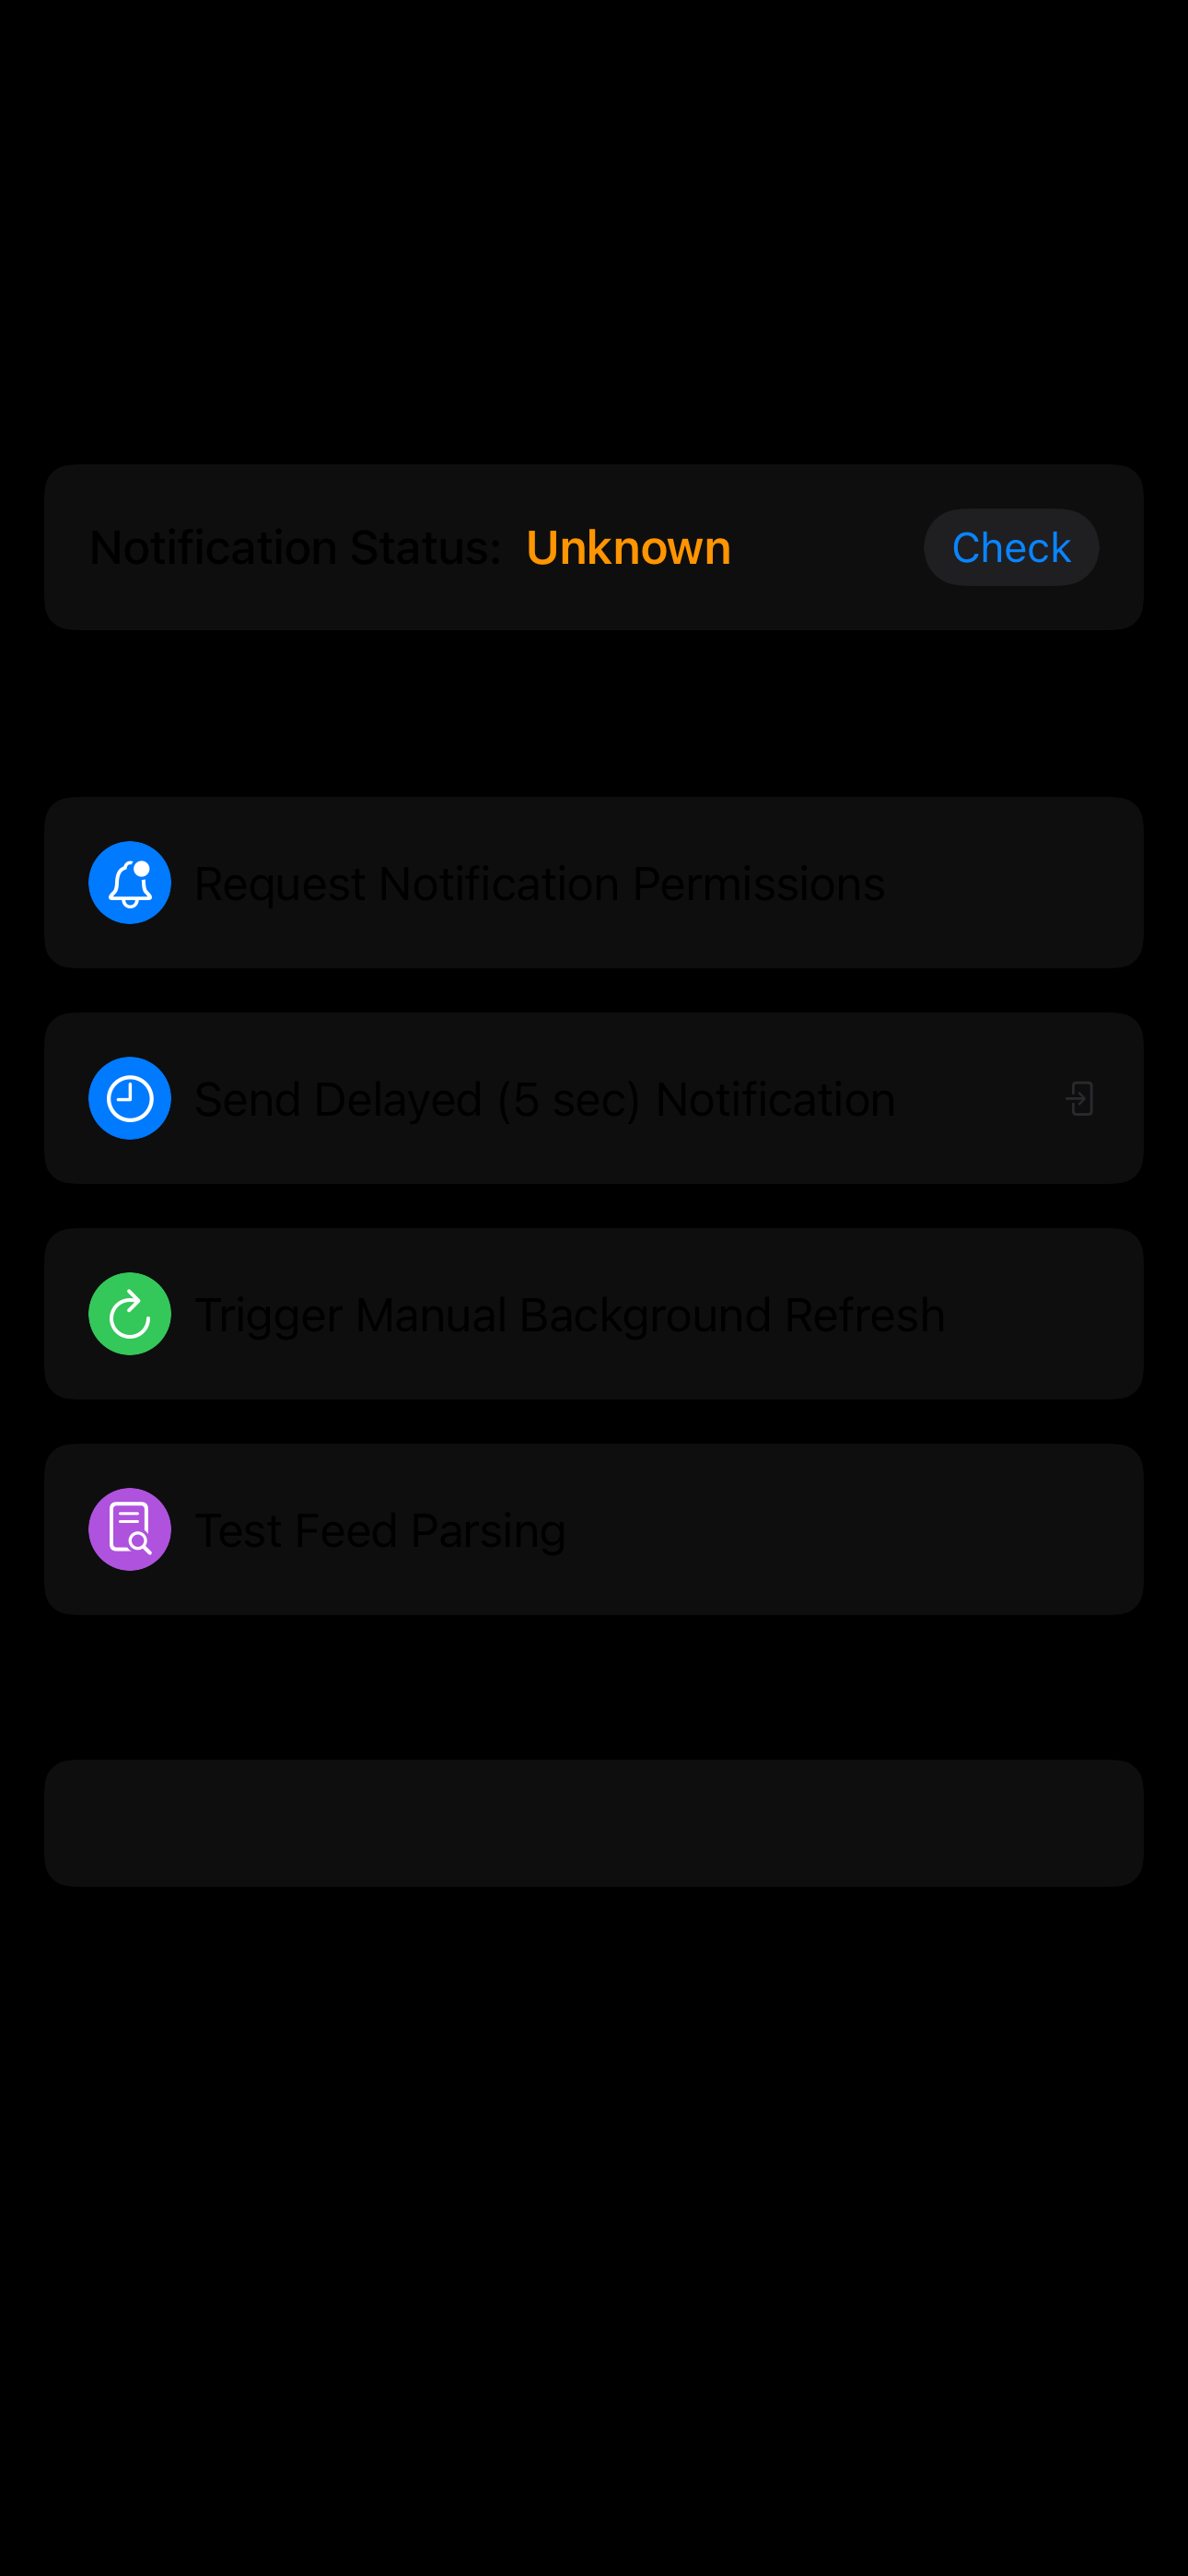 Notification Status: Unknown
Check
Request Notification Permissions
Send Delayed (5 sec) Notification
Trigger Manual Background Refresh
Test Feed Parsing